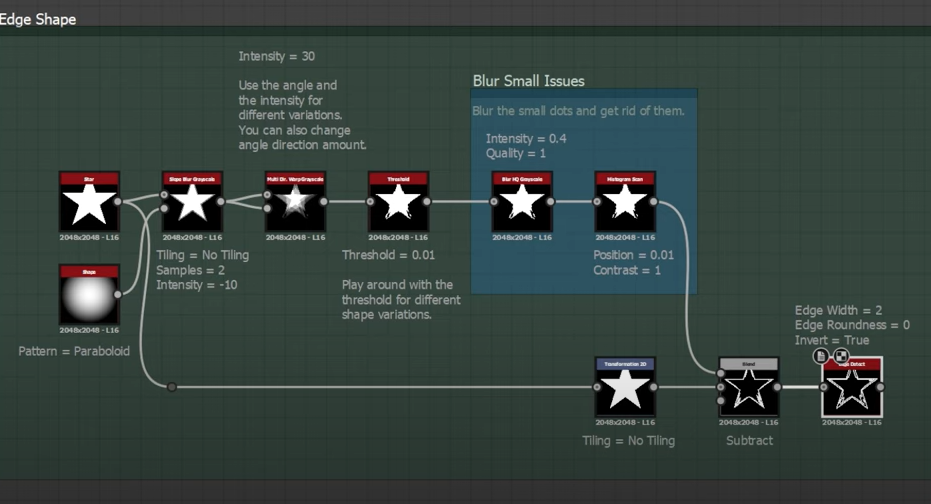 Edge Shape
Intensity = 30
Use the angle and
the intensity for
different variations.
You can also change
angle direction amount.
Blur Small Issues
Blur the small dots and get rid of them.
Intensity = 0.4
Quality = 1
Star
Slope Blur Grayscale
Multi Dir. Warp Grayscale
Threshold
Blur HQ Grayscale
Histogram Scan
2048x2048 - L16
2048x2048 - L16
2048x2048 - L16
2048x2048 - L16
2048x2048 - L16
2048x2048 - L16
Tiling = No Tiling
Samples = 2
Intensity = -10
Threshold = 0.01
Position = 0.01
Contrast = 1
Shape
2048x2048 - L16
Play around with the
threshold for different
shape variations.
Pattern = Paraboloid
Edge Width = 2
Edge Roundness = 0
Invert = True
Transformation 2D
Blend
Edge Detect
2048x2048 - L16
2048x2048 - L16
2048x2048 - L16
Tiling = No Tiling
Subtract